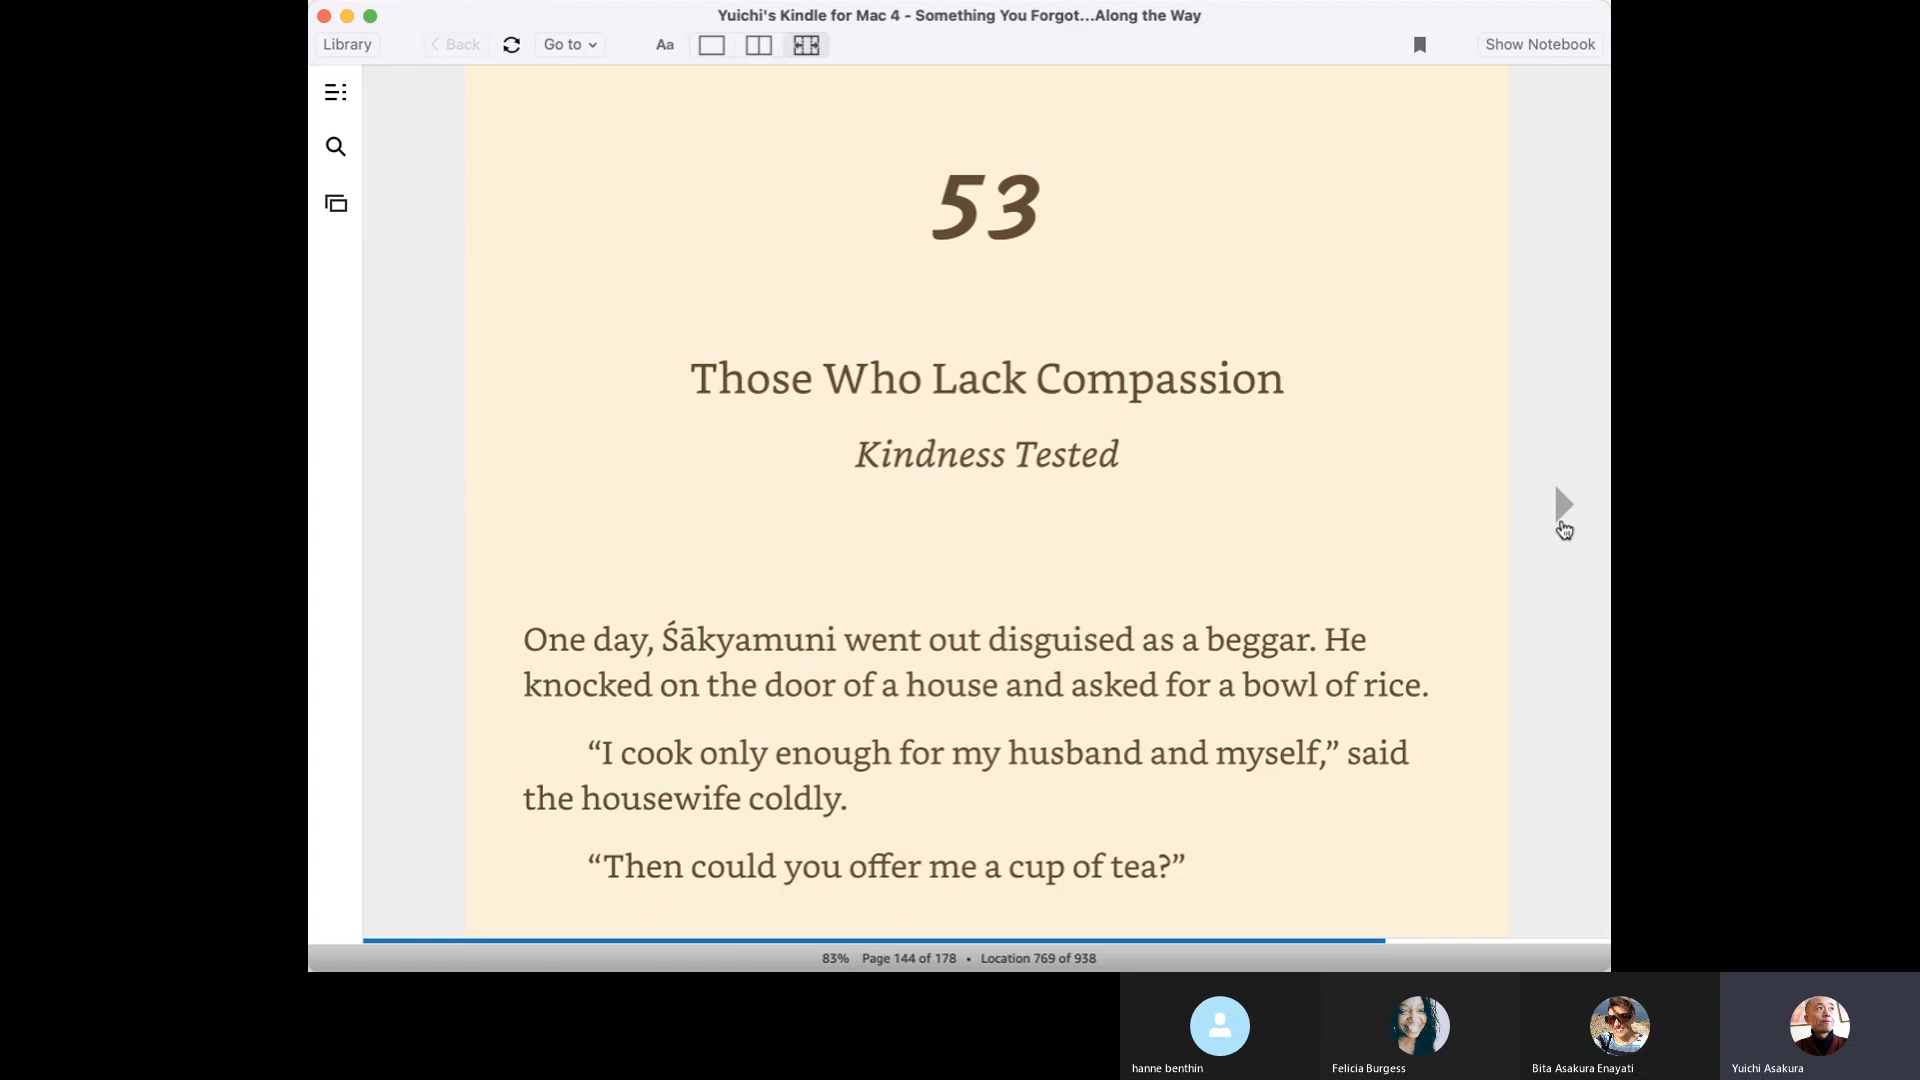 Yuichi's Kindle for Mac 4 - Something You Forgot...Along the Way
Library
Back
Go to
Aa
Show Notebook
53
Those Who Lack Compassion
Kindness Tested
One day, Śākyamuni went out disguised as a beggar. He
knocked on the door of a house and asked for a bowl of rice.
“I cook only enough for my husband and myself,” said
the housewife coldly.
“Then could you offer me a cup of tea?”
83% Page 144 of 178 • Location 769 of 938
hanne benthin
Felicia Burgess
Bita Asakura Enayati
Yuichi Asakura